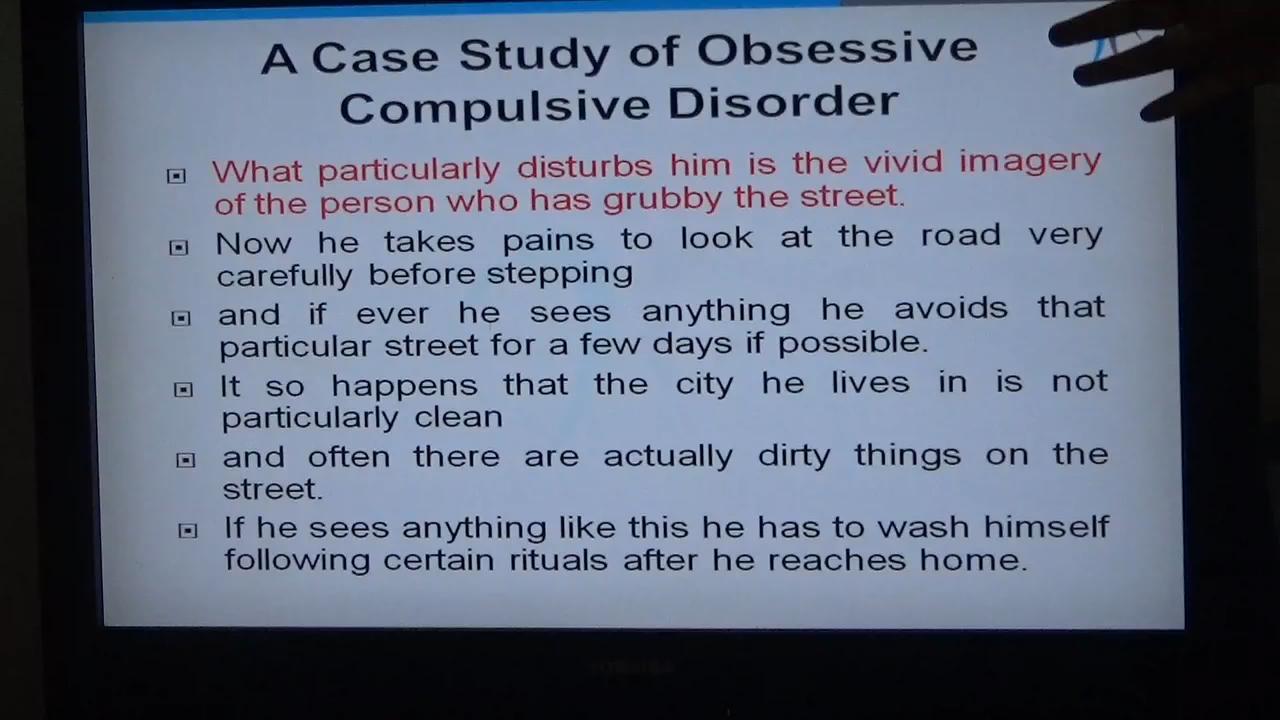 A Case Study of Obsessive
Compulsive Disorder
What particularly disturbs him is the vivid imagery
of the person who has grubby the street.
Now he takes pains to look at the road very
carefully before stepping
and if ever he sees anything he avoids that
particular street for a few days if possible.
It so happens that the city he lives in is not
particularly clean
and often there are actually dirty things on the
street.
If he sees anything like this he has to wash himself
following certain rituals after he reaches home.
TOSHIBA